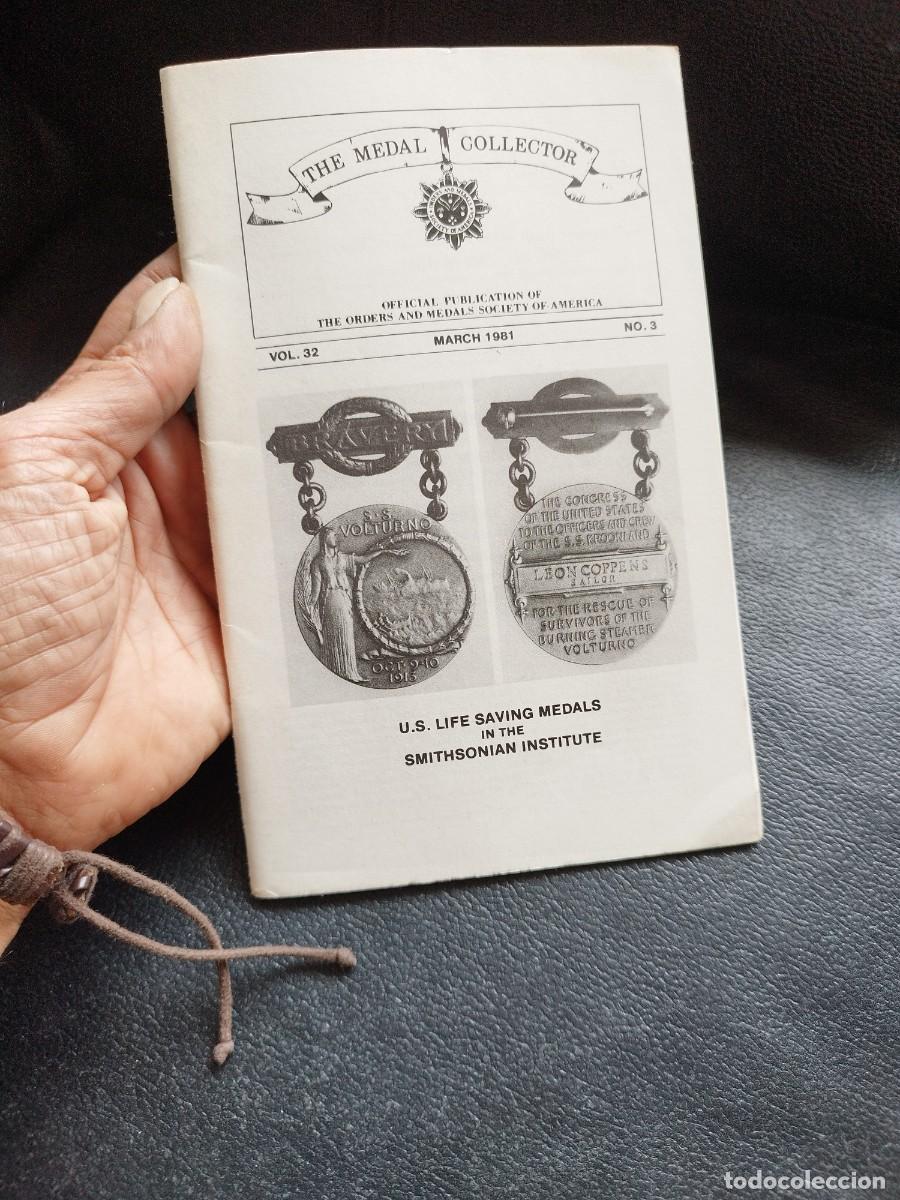 THE MEDAL COLLECTOR
OFFICIAL PUBLICATION OF
THE ORDERS AND MEDALS SOCIETY OF AMERICA
VOL. 32 MARCH 1981 NO. 3
BRAVERY
S.S.
VOLTURNO
OCT 9-10
1913
THE CONGRESS
OF THE UNITED STATES
TO THE OFFICERS AND CREW
OF THE S.S. KROONLAND
LEON COPPENS
SAILOR
FOR THE RESCUE OF
SURVIVORS OF THE
BURNING STEAMER
VOLTURNO
U.S. LIFE SAVING MEDALS
IN THE
SMITHSONIAN INSTITUTE
todocoleccion